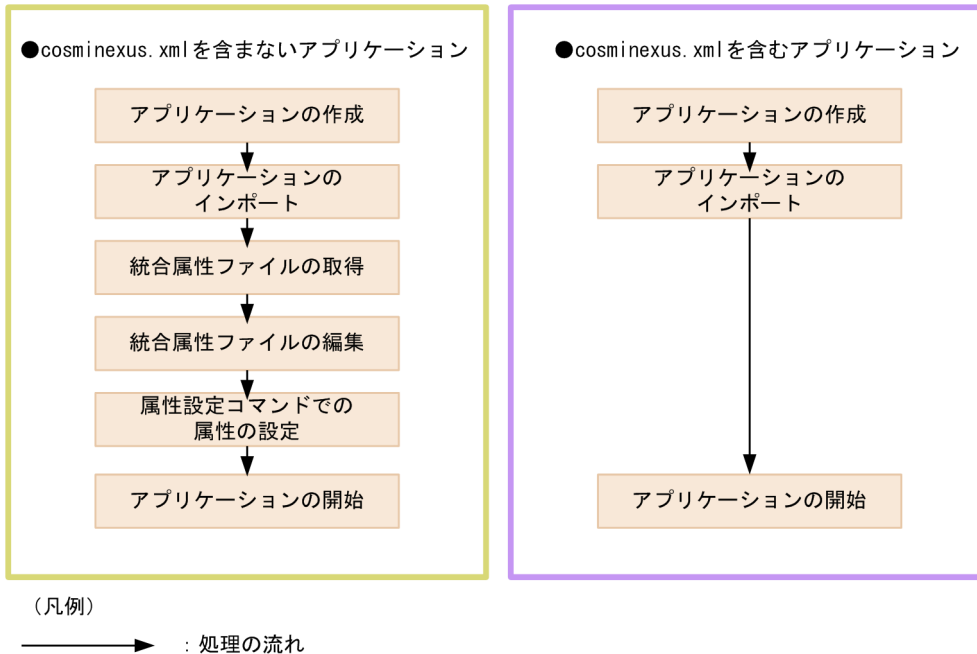 ●cosminexus.xmlを含まないアプリケーション
アプリケーションの作成
アプリケーションの
インポート
統合属性ファイルの取得
統合属性ファイルの編集
属性設定コマンドでの
属性の設定
アプリケーションの開始
●cosminexus.xmlを含むアプリケーション
アプリケーションの作成
アプリケーションの
インポート
アプリケーションの開始
（凡例）
：処理の流れ